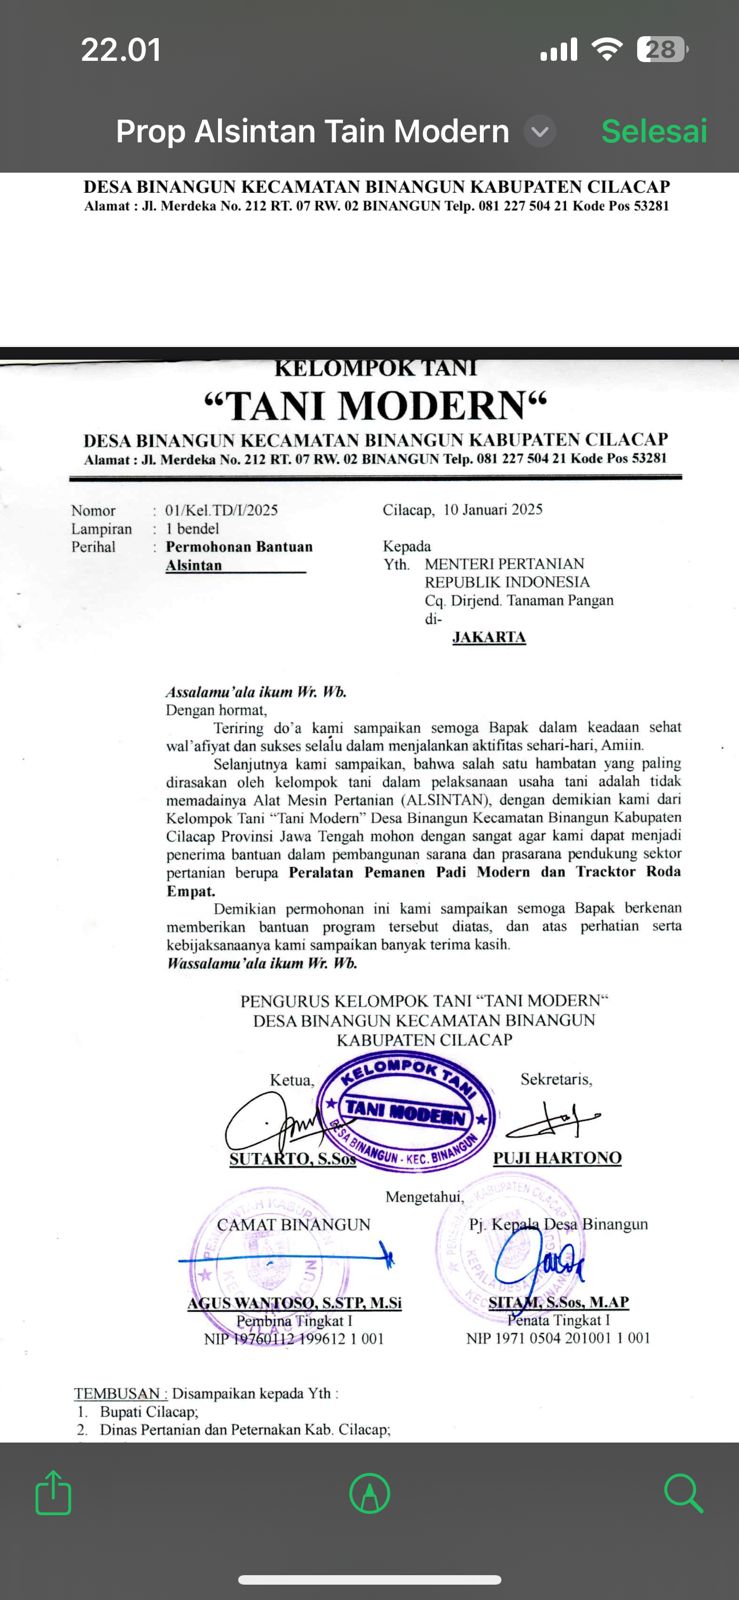 22.01
28
Prop Alsintan Tain Modern
Selesai
DESA BINANGUN KECAMATAN BINANGUN KABUPATEN CILACAP
Alamat : Jl. Merdeka No. 212 RT. 07 RW. 02 BINANGUN Telp. 081 227 504 21 Kode Pos 53281
KELOMPOK TANI
“TANI MODERN“
DESA BINANGUN KECAMATAN BINANGUN KABUPATEN CILACAP
Alamat : Jl. Merdeka No. 212 RT. 07 RW. 02 BINANGUN Telp. 081 227 504 21 Kode Pos 53281
Nomor : 01/Kel.TD/I/2025
Lampiran : 1 bendel
Perihal : Permohonan Bantuan
Alsintan
Cilacap, 10 Januari 2025
Kepada
Yth. MENTERI PERTANIAN
REPUBLIK INDONESIA
Cq. Dirjend. Tanaman Pangan
di-
JAKARTA
Assalamu’ala ikum Wr. Wb.
Dengan hormat,
Teriring do’a kami sampaikan semoga Bapak dalam keadaan sehat
wal’afiyat dan sukses selalu dalam menjalankan aktifitas sehari-hari, Amiin.
Selanjutnya kami sampaikan, bahwa salah satu hambatan yang paling
dirasakan oleh kelompok tani dalam pelaksanaan usaha tani adalah tidak
memadainya Alat Mesin Pertanian (ALSINTAN), dengan demikian kami dari
Kelompok Tani “Tani Modern” Desa Binangun Kecamatan Binangun Kabupaten
Cilacap Provinsi Jawa Tengah mohon dengan sangat agar kami dapat menjadi
penerima bantuan dalam pembangunan sarana dan prasarana pendukung sektor
pertanian berupa Peralatan Pemanen Padi Modern dan Tracktor Roda
Empat.
Demikian permohonan ini kami sampaikan semoga Bapak berkenan
memberikan bantuan program tersebut diatas, dan atas perhatian serta
kebijaksanaanya kami sampaikan banyak terima kasih.
Wassalamu’ala ikum Wr. Wb.
PENGURUS KELOMPOK TANI “TANI MODERN“
DESA BINANGUN KECAMATAN BINANGUN
KABUPATEN CILACAP
Ketua,
Sekretaris,
KELOMPOK TANI
TANI MODERN
DESA BINANGUN - KEC. BINANGUN
SUTARTO, S.Sos
PUJI HARTONO
Mengetahui,
CAMAT BINANGUN
Pj. Kepala Desa Binangun
AGUS WANTOSO, S.STP, M.Si
Pembina Tingkat I
NIP 19760112 199612 1 001
SITAM, S.Sos, M.AP
Penata Tingkat I
NIP 1971 0504 201001 1 001
TEMBUSAN : Disampaikan kepada Yth :
1. Bupati Cilacap;
2. Dinas Pertanian dan Peternakan Kab. Cilacap;